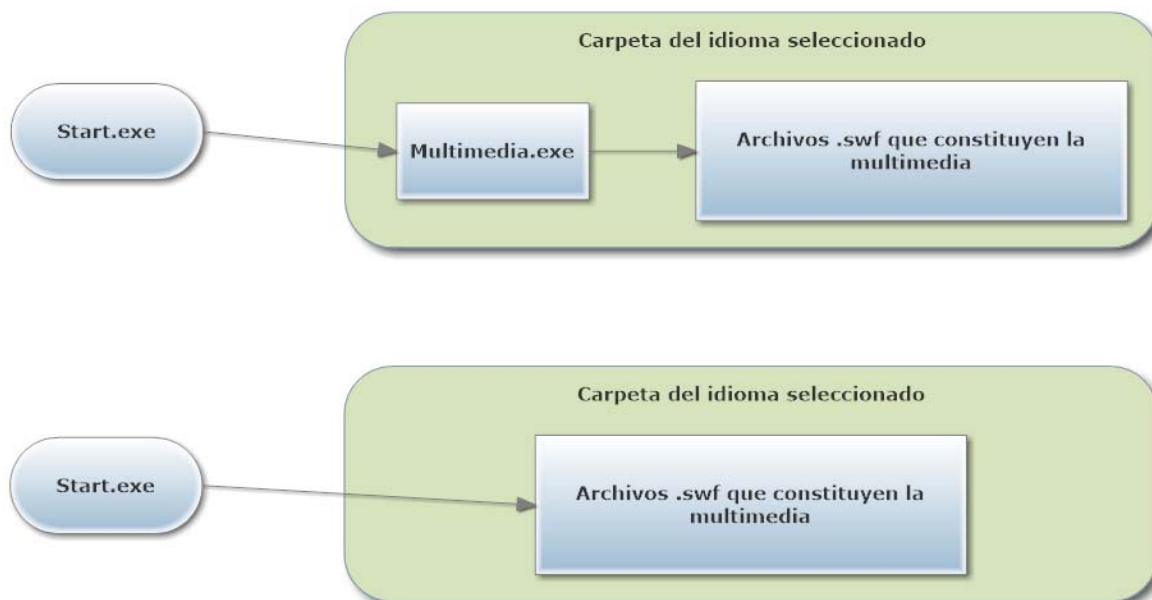 Carpeta del idioma seleccionado
Start.exe
Multimedia.exe
Archivos .swf que constituyen la
multimedia
Carpeta del idioma seleccionado
Start.exe
Archivos .swf que constituyen la
multimedia